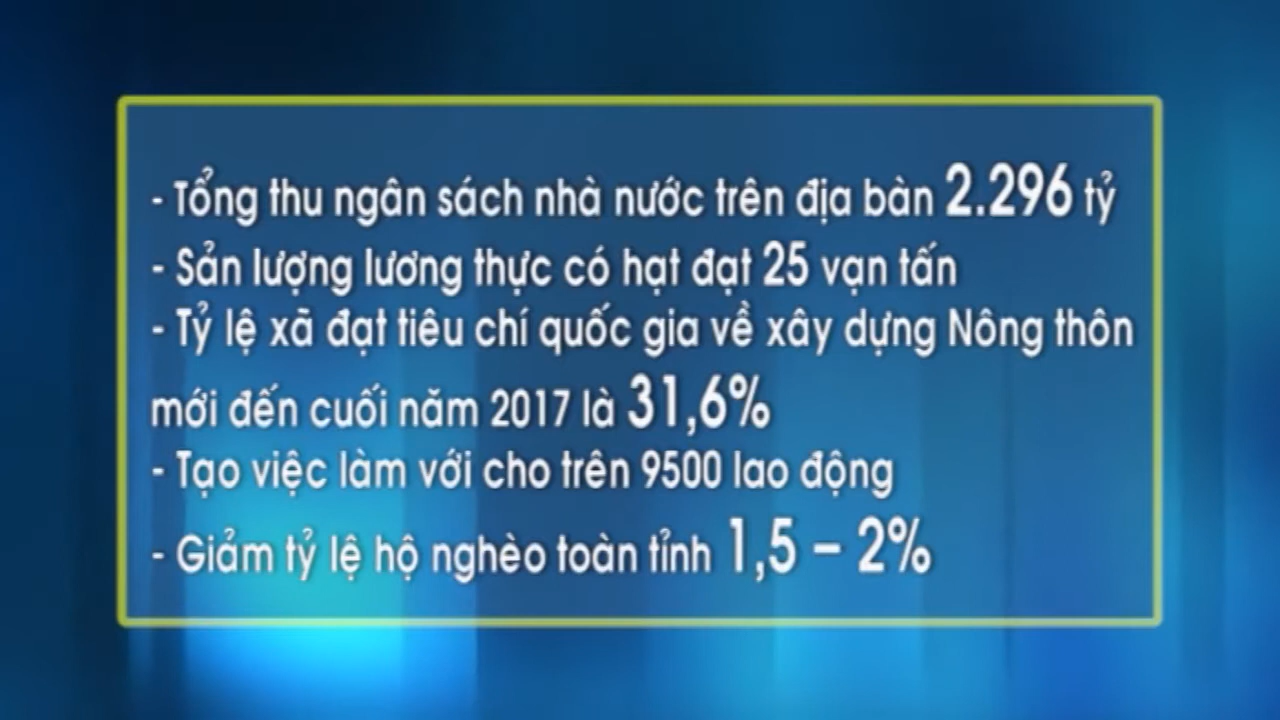 - Tổng thu ngân sách nhà nước trên địa bàn 2.296 tỷ
- Sản lượng lương thực có hạt đạt 25 vạn tấn
- Tỷ lệ xã đạt tiêu chí quốc gia về xây dựng Nông thôn
mới đến cuối năm 2017 là 31,6%
- Tạo việc làm với cho trên 9500 lao động
- Giảm tỷ lệ hộ nghèo toàn tỉnh 1,5 – 2%